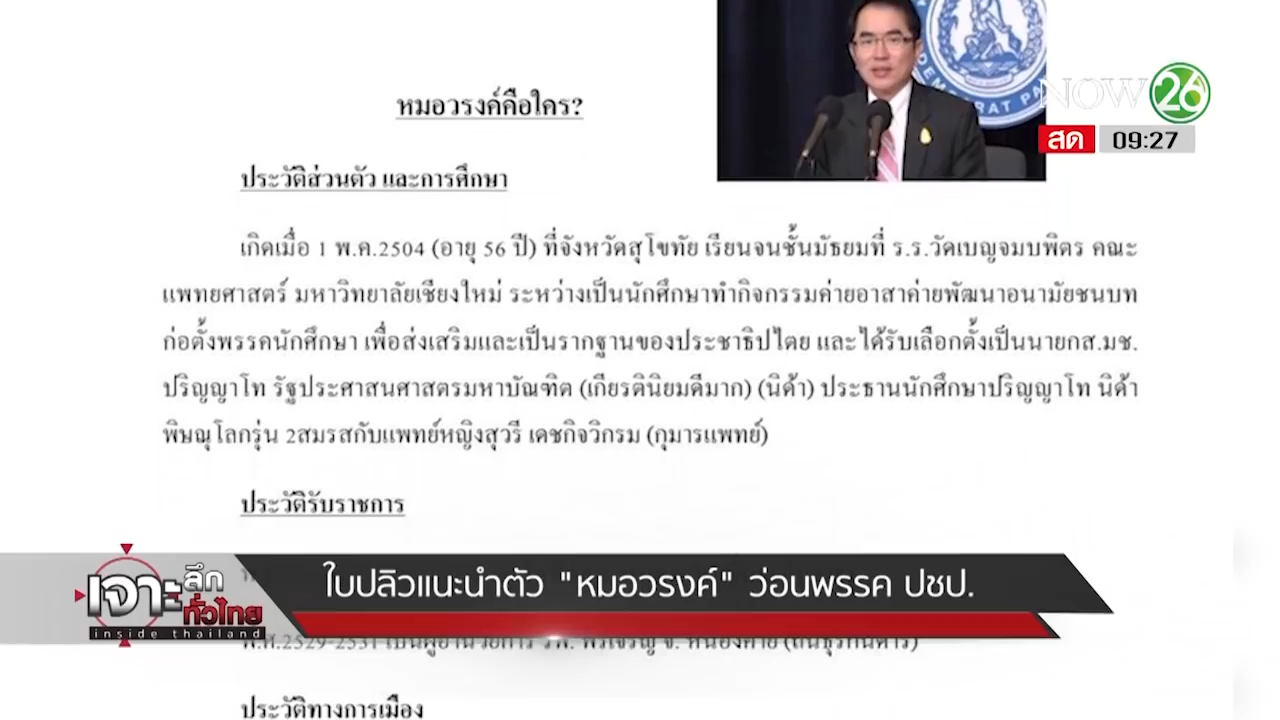 NOW26
สด 09:27
DEMOCRAT PA
หมอวรงค์คือใคร?
ประวัติส่วนตัว และการศึกษา
เกิดเมื่อ 1 พ.ค.2504 (อายุ 56 ปี) ที่จังหวัดสุโขทัย เรียนจนชั้นมัธยมที่ ร.ร.วัดเบญจมบพิตร คณะ
แพทยศาสตร์ มหาวิทยาลัยเชียงใหม่ ระหว่างเป็นนักศึกษาทำกิจกรรมค่ายอาสาค่ายพัฒนาอนามัยชนบท
ก่อตั้งพรรคนักศึกษา เพื่อส่งเสริมและเป็นรากฐานของประชาธิปไตย และได้รับเลือกตั้งเป็นนายกส.มช.
ปริญญาโท รัฐประศาสนศาสตรมหาบัณฑิต (เกียรตินิยมดีมาก) (นิด้า) ประธานนักศึกษาปริญญาโท นิด้า
พิษณุโลกรุ่น 2สมรสกับแพทย์หญิงสุวรี เดชกิจวิกรม (กุมารแพทย์)
ประวัติรับราชการ
ใบปลิวแนะนำตัว "หมอวรงค์" ว่อนพรรค ปชป.
เจาะลึกทั่วไทย
inside thailand
พ.ศ.2529-2531 เป็นผู้อำนวยการ รพ.
ประวัติทางการเมือง